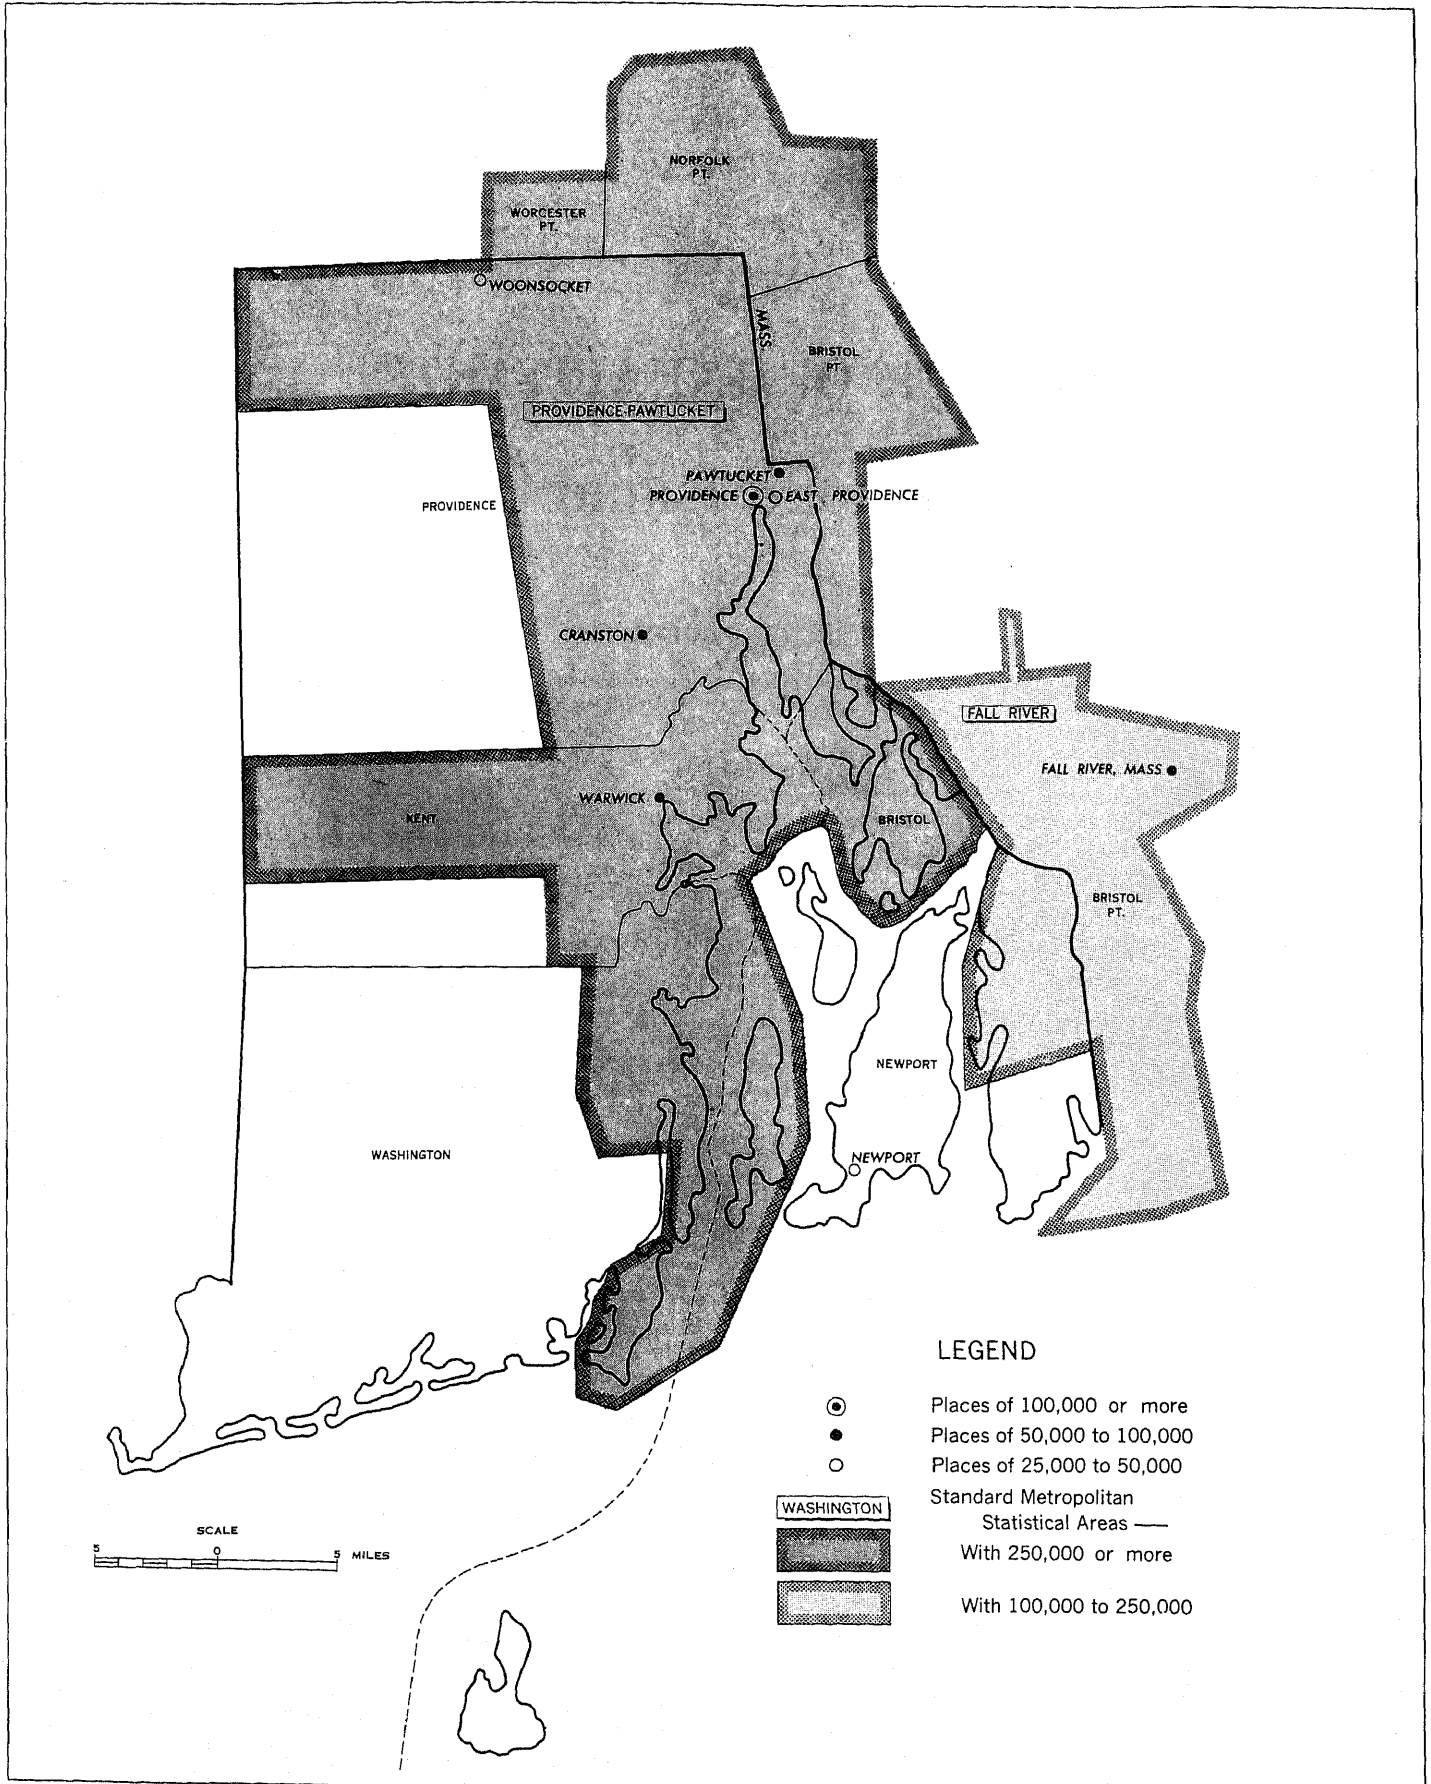 NORFOLK
PT.
WORCESTER
PT.
WOONSOCKET
MASS.
BRISTOL
PT.
PROVIDENCE-PAWTUCKET
PAWTUCKET
PROVIDENCE
EAST PROVIDENCE
PROVIDENCE
CRANSTON
FALL RIVER
FALL RIVER, MASS.
WARWICK
KENT
BRISTOL
BRISTOL
PT.
NEWPORT
WASHINGTON
NEWPORT
LEGEND
Places of 100,000 or more
Places of 50,000 to 100,000
Places of 25,000 to 50,000
WASHINGTON
Standard Metropolitan
Statistical Areas —
With 250,000 or more
With 100,000 to 250,000
SCALE
5 0 5 MILES